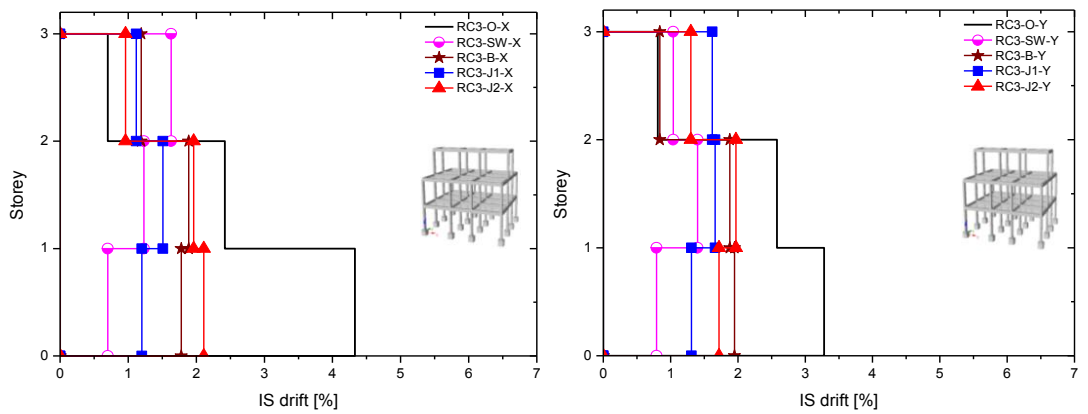 RC3-O-X
RC3-SW-X
RC3-B-X
RC3-J1-X
RC3-J2-X
3
2
1
0
Storey
0 1 2 3 4 5 6 7
IS drift [%]
RC3-O-Y
RC3-SW-Y
RC3-B-Y
RC3-J1-Y
RC3-J2-Y
3
2
1
0
Storey
0 1 2 3 4 5 6 7
IS drift [%]